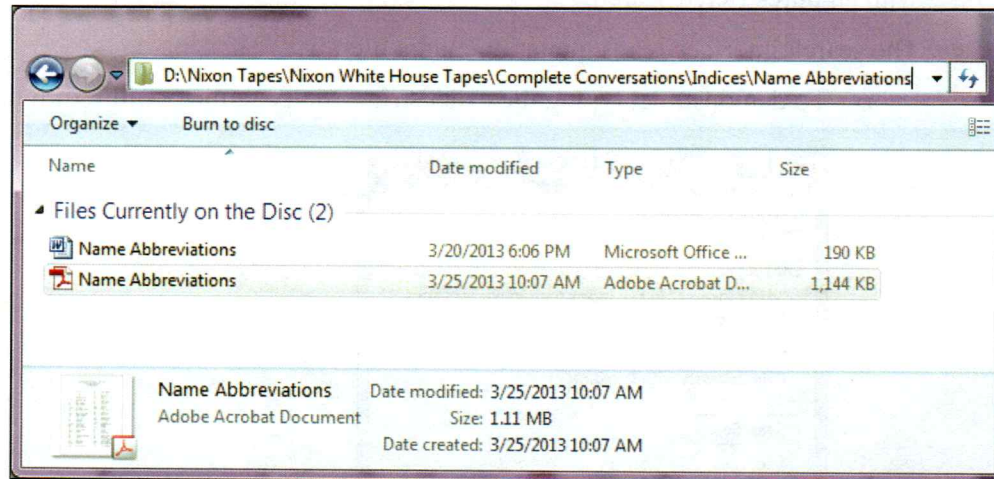 D:\Nixon Tapes\Nixon White House Tapes\Complete Conversations\Indices\Name Abbreviations
Organize Burn to disc
Name Date modified Type Size
Files Currently on the Disc (2)
Name Abbreviations 3/20/2013 6:06 PM Microsoft Office ... 190 KB
Name Abbreviations 3/25/2013 10:07 AM Adobe Acrobat D... 1,144 KB
Name Abbreviations Date modified: 3/25/2013 10:07 AM
Adobe Acrobat Document Size: 1.11 MB
Date created: 3/25/2013 10:07 AM